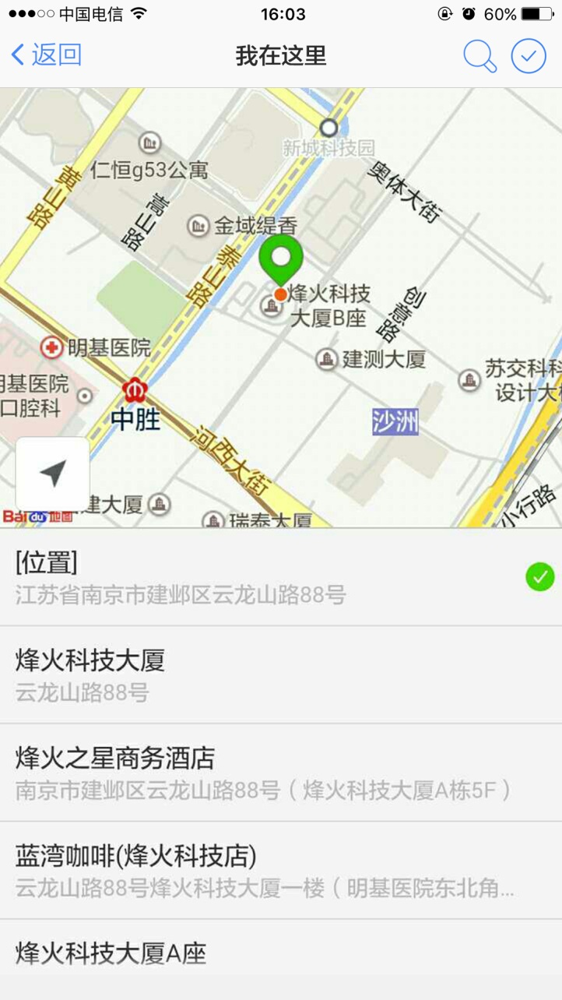 中国电信
16:03
60%
返回
我在这里
新城科技园
仁恒g53公寓
黄山路
嵩山路
奥体大街
金域缇香
泰山路
烽火科技
大厦B座
创意路
明基医院
建测大厦
苏交科科
设计大
基医院
口腔科
中胜
沙洲
河西大街
建大厦
瑞泰大厦
小行路
Baidu地图
[位置]
江苏省南京市建邺区云龙山路88号
烽火科技大厦
云龙山路88号
烽火之星商务酒店
南京市建邺区云龙山路88号（烽火科技大厦A栋5F）
蓝湾咖啡(烽火科技店)
云龙山路88号烽火科技大厦一楼（明基医院东北角...
烽火科技大厦A座